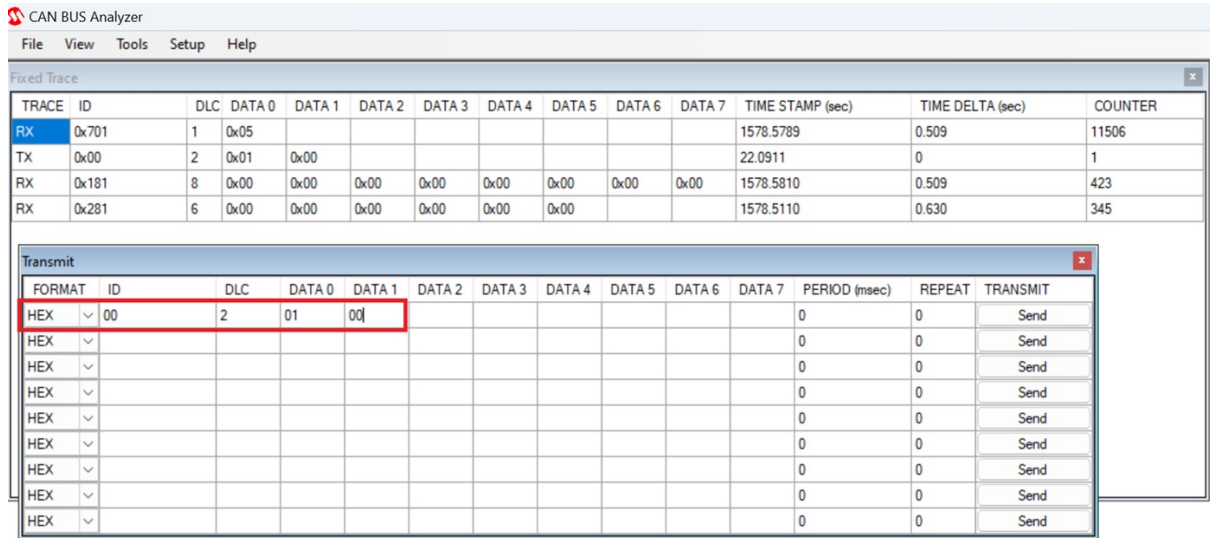 CAN BUS Analyzer
File View Tools Setup Help
Fixed Trace x
TRACE ID DLC DATA 0 DATA 1 DATA 2 DATA 3 DATA 4 DATA 5 DATA 6 DATA 7 TIME STAMP (sec) TIME DELTA (sec) COUNTER
RX 0x701 1 0x05 1578.5789 0.509 11506
TX 0x00 2 0x01 0x00 22.0911 0 1
RX 0x181 8 0x00 0x00 0x00 0x00 0x00 0x00 0x00 0x00 1578.5810 0.509 423
RX 0x281 6 0x00 0x00 0x00 0x00 0x00 0x00 1578.5110 0.630 345
Transmit x
FORMAT ID DLC DATA 0 DATA 1 DATA 2 DATA 3 DATA 4 DATA 5 DATA 6 DATA 7 PERIOD (msec) REPEAT TRANSMIT
HEX 00 2 01 00 0 0 Send
HEX 0 0 Send
HEX 0 0 Send
HEX 0 0 Send
HEX 0 0 Send
HEX 0 0 Send
HEX 0 0 Send
HEX 0 0 Send
HEX 0 0 Send